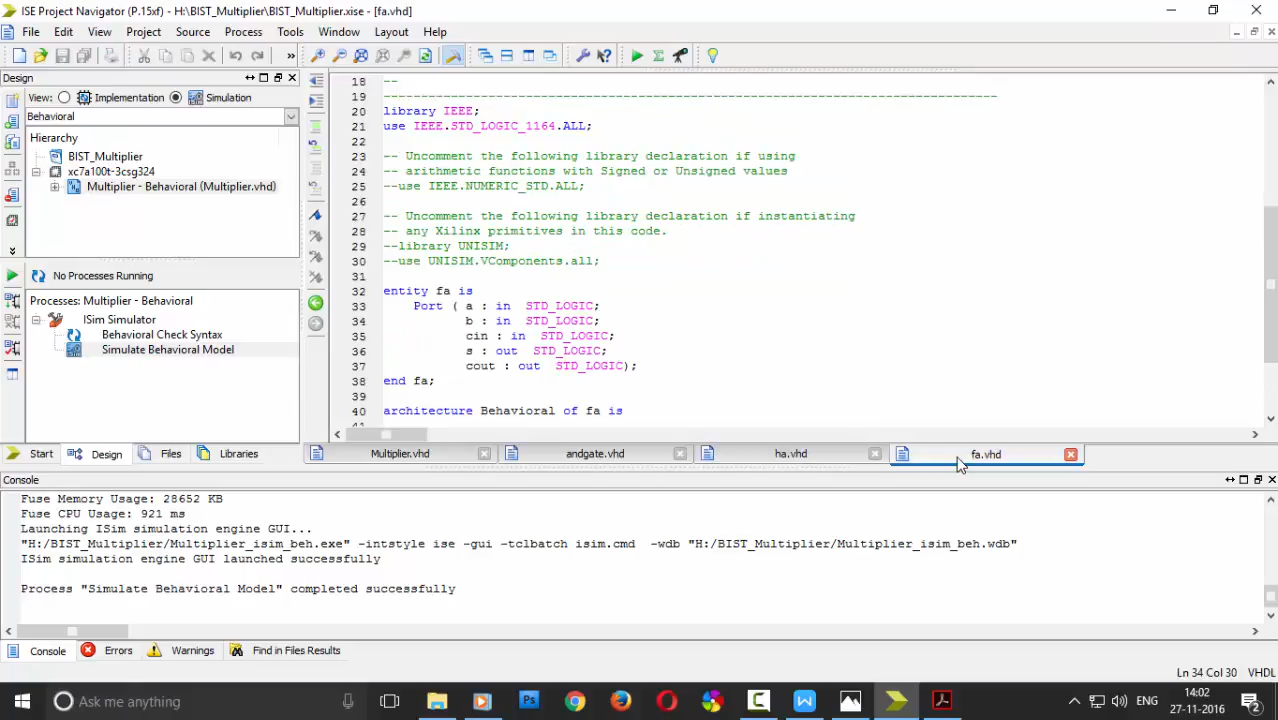 ISE Project Navigator (P.15xf) - H:\BIST_Multiplier\BIST_Multiplier.xise - [fa.vhd]
File Edit View Project Source Process Tools Window Layout Help
Design
View: Implementation Simulation
Behavioral
Hierarchy
BIST_Multiplier
xc7a100t-3csg324
Multiplier - Behavioral (Multiplier.vhd)
No Processes Running
Processes: Multiplier - Behavioral
ISim Simulator
Behavioral Check Syntax
Simulate Behavioral Model
18 --
19 ----------------------------------------------------------------------------------
20 library IEEE;
21 use IEEE.STD_LOGIC_1164.ALL;
22
23 -- Uncomment the following library declaration if using
24 -- arithmetic functions with Signed or Unsigned values
25 --use IEEE.NUMERIC_STD.ALL;
26
27 -- Uncomment the following library declaration if instantiating
28 -- any Xilinx primitives in this code.
29 --library UNISIM;
30 --use UNISIM.VComponents.all;
31
32 entity fa is
33 Port ( a : in STD_LOGIC;
34 b : in STD_LOGIC;
35 cin : in STD_LOGIC;
36 s : out STD_LOGIC;
37 cout : out STD_LOGIC);
38 end fa;
39
40 architecture Behavioral of fa is
Start Design Files Libraries
Multiplier.vhd andgate.vhd ha.vhd fa.vhd
Console
Fuse Memory Usage: 28652 KB
Fuse CPU Usage: 921 ms
Launching ISim simulation engine GUI...
"H:/BIST_Multiplier/Multiplier_isim_beh.exe" -intstyle ise -gui -tclbatch isim.cmd -wdb "H:/BIST_Multiplier/Multiplier_isim_beh.wdb"
ISim simulation engine GUI launched successfully
Process "Simulate Behavioral Model" completed successfully
Console Errors Warnings Find in Files Results
Ln 34 Col 30 VHDL
Ask me anything
ENG
14:02
27-11-2016
2